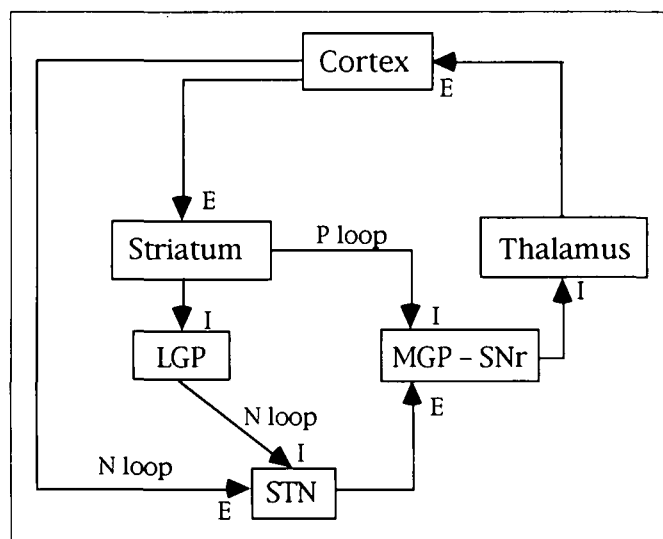 Cortex
E
E
Striatum
P loop
Thalamus
I
I
I
LGP
MGP – SNr
N loop
E
I
N loop
STN
E